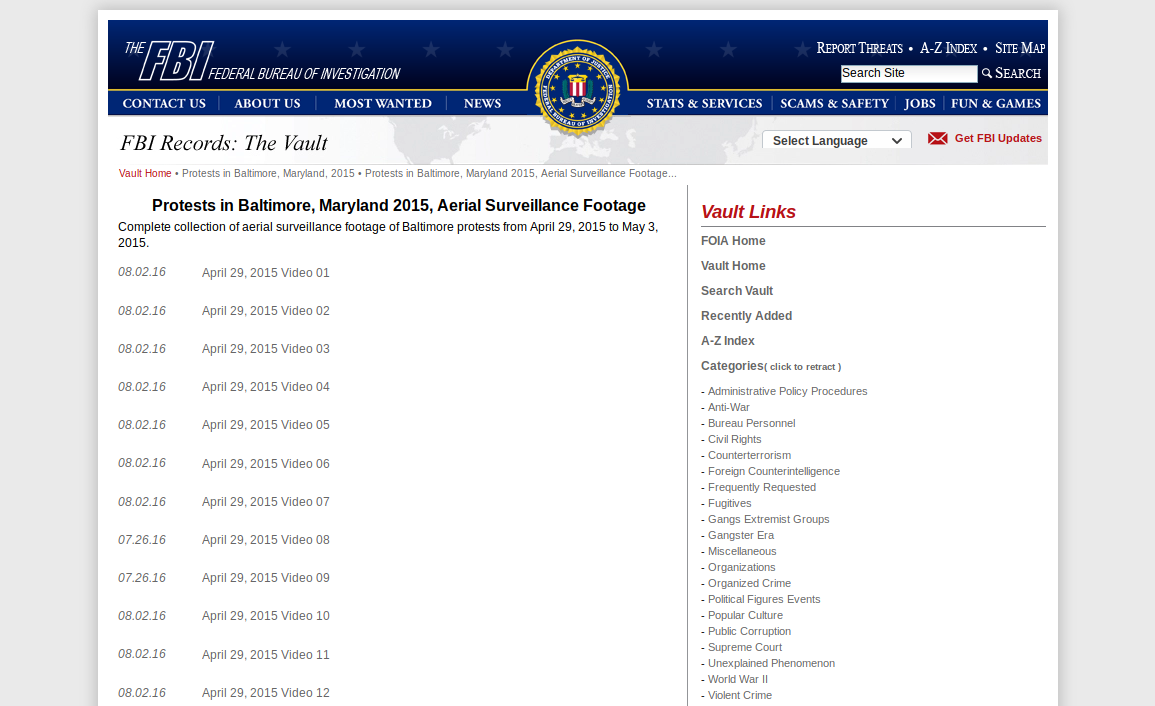 THE FBI FEDERAL BUREAU OF INVESTIGATION
REPORT THREATS • A-Z INDEX • SITE MAP
Search Site SEARCH
CONTACT US ABOUT US MOST WANTED NEWS STATS & SERVICES SCAMS & SAFETY JOBS FUN & GAMES
DEPARTMENT OF JUSTICE
FEDERAL BUREAU OF INVESTIGATION
FBI Records: The Vault
Select Language
Get FBI Updates
Vault Home • Protests in Baltimore, Maryland, 2015 • Protests in Baltimore, Maryland 2015, Aerial Surveillance Footage...
Protests in Baltimore, Maryland 2015, Aerial Surveillance Footage
Complete collection of aerial surveillance footage of Baltimore protests from April 29, 2015 to May 3,
2015.
08.02.16 April 29, 2015 Video 01
08.02.16 April 29, 2015 Video 02
08.02.16 April 29, 2015 Video 03
08.02.16 April 29, 2015 Video 04
08.02.16 April 29, 2015 Video 05
08.02.16 April 29, 2015 Video 06
08.02.16 April 29, 2015 Video 07
07.26.16 April 29, 2015 Video 08
07.26.16 April 29, 2015 Video 09
08.02.16 April 29, 2015 Video 10
08.02.16 April 29, 2015 Video 11
08.02.16 April 29, 2015 Video 12
Vault Links
FOIA Home
Vault Home
Search Vault
Recently Added
A-Z Index
Categories( click to retract )
- Administrative Policy Procedures
- Anti-War
- Bureau Personnel
- Civil Rights
- Counterterrorism
- Foreign Counterintelligence
- Frequently Requested
- Fugitives
- Gangs Extremist Groups
- Gangster Era
- Miscellaneous
- Organizations
- Organized Crime
- Political Figures Events
- Popular Culture
- Public Corruption
- Supreme Court
- Unexplained Phenomenon
- World War II
- Violent Crime